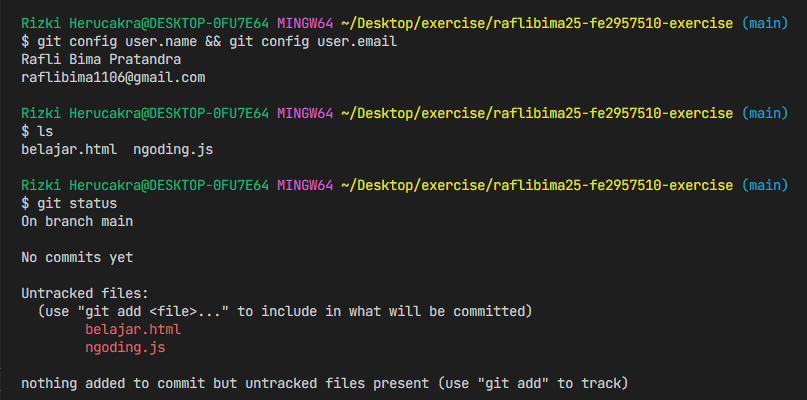 Rizki Herucakra@DESKTOP-0FU7E64 MINGW64 ~/Desktop/exercise/raflibima25-fe2957510-exercise (main)
$ git config user.name && git config user.email
Rafli Bima Pratandra
raflibima1106@gmail.com

Rizki Herucakra@DESKTOP-0FU7E64 MINGW64 ~/Desktop/exercise/raflibima25-fe2957510-exercise (main)
$ ls
belajar.html  ngoding.js

Rizki Herucakra@DESKTOP-0FU7E64 MINGW64 ~/Desktop/exercise/raflibima25-fe2957510-exercise (main)
$ git status
On branch main

No commits yet

Untracked files:
  (use "git add <file>..." to include in what will be committed)
        belajar.html
        ngoding.js

nothing added to commit but untracked files present (use "git add" to track)